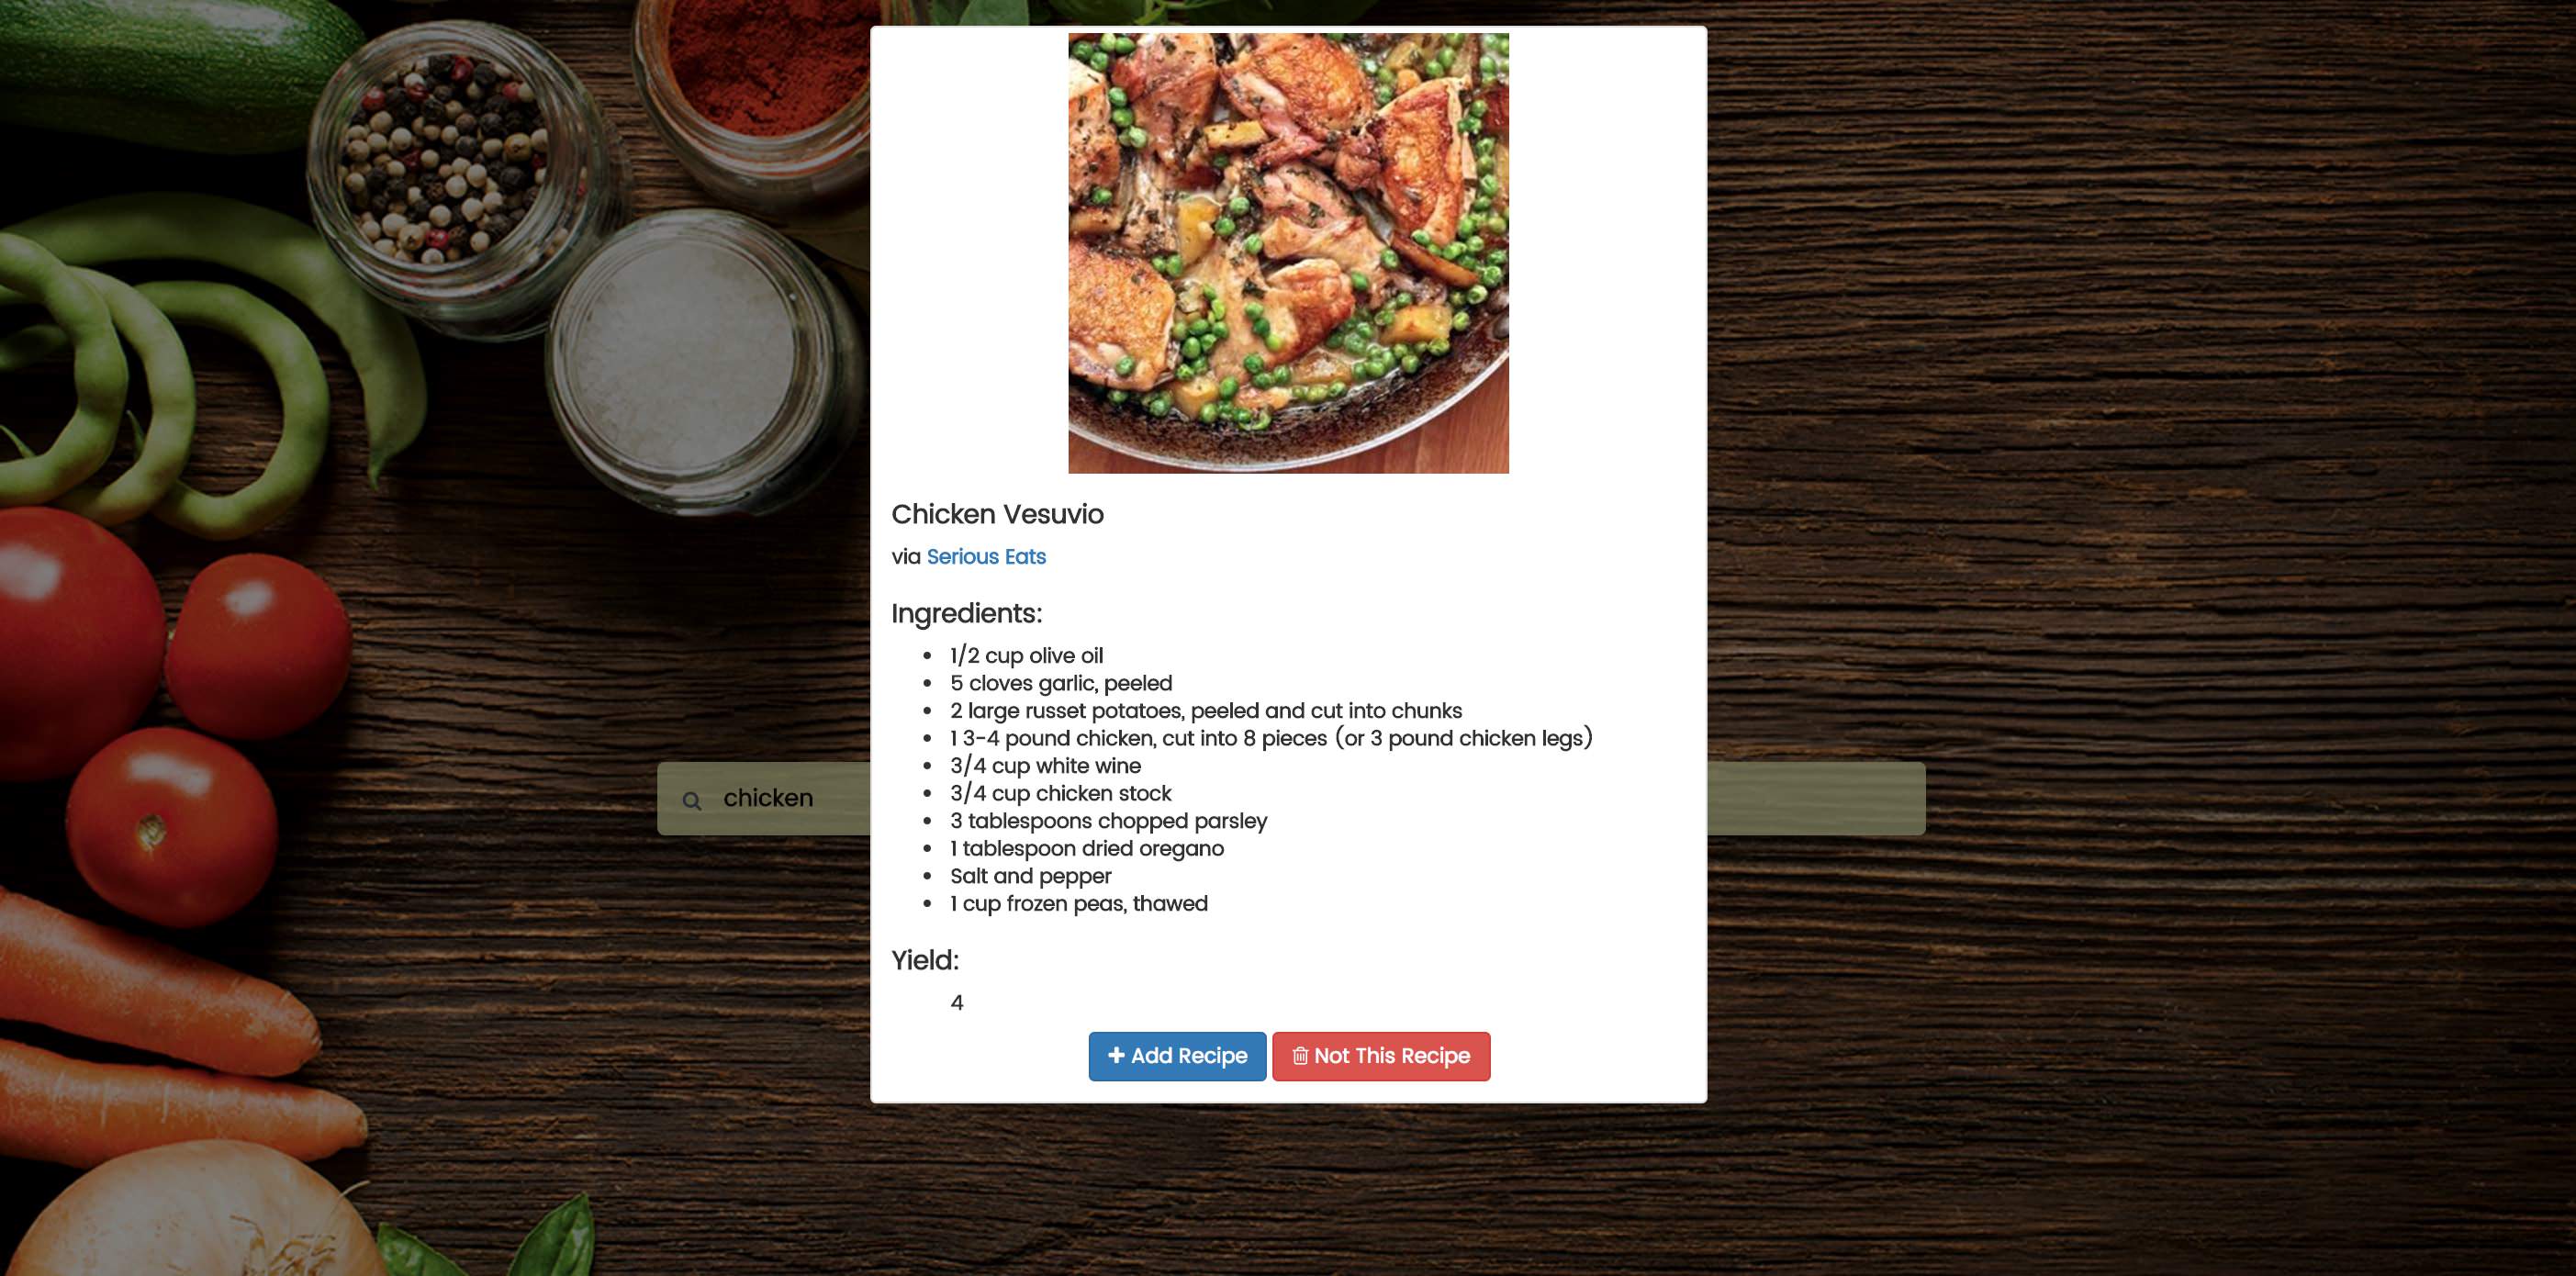 Chicken Vesuvio
via Serious Eats
Ingredients:
1/2 cup olive oil
5 cloves garlic, peeled
2 large russet potatoes, peeled and cut into chunks
1 3-4 pound chicken, cut into 8 pieces (or 3 pound chicken legs)
3/4 cup white wine
3/4 cup chicken stock
3 tablespoons chopped parsley
1 tablespoon dried oregano
Salt and pepper
1 cup frozen peas, thawed
Yield:
4
Add Recipe Not This Recipe
chicken